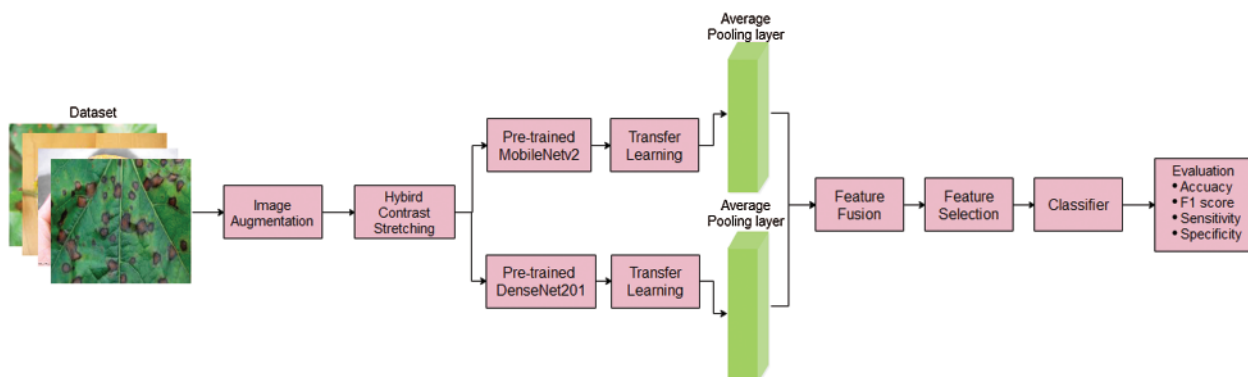 Dataset
Image
Augmentation
Hybird
Contrast
Stretching
Pre-trained
MobileNetv2
Transfer
Learning
Average
Pooling layer
Pre-trained
DenseNet201
Transfer
Learning
Average
Pooling layer
Feature
Fusion
Feature
Selection
Classifier
Evaluation
• Accuacy
• F1 score
• Sensitivity
• Specificity